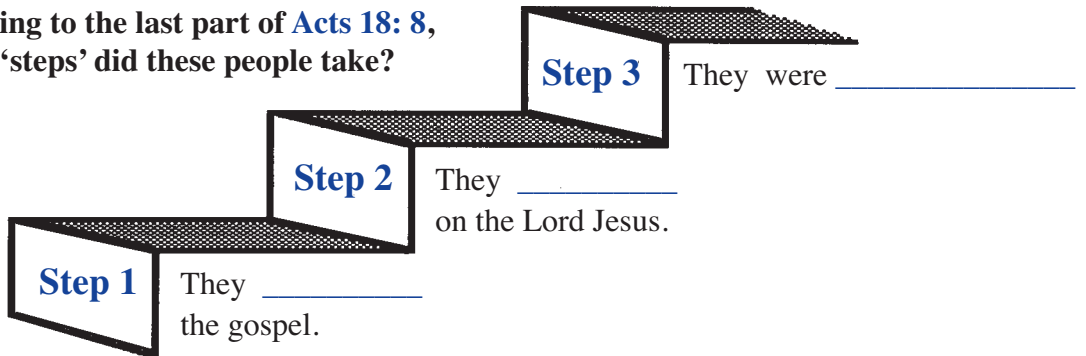 ing to the last part of Acts 18: 8,
‘steps’ did these people take?
Step 3 They were _______________
Step 2 They __________
on the Lord Jesus.
Step 1 They __________
the gospel.